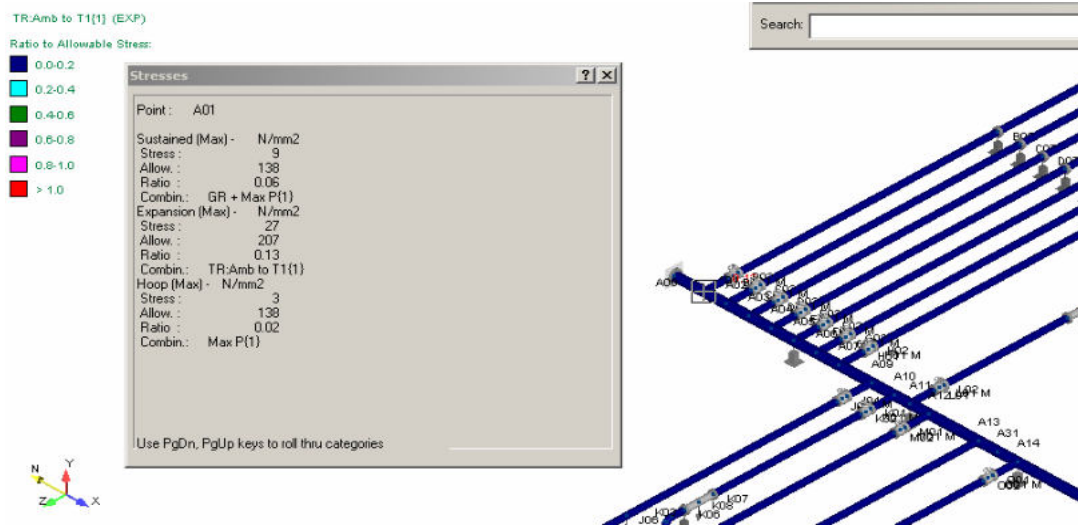 TR:Amb to T1{1} (EXP)
Ratio to Allowable Stress:
0.0-0.2
0.2-0.4
0.4-0.6
0.6-0.8
0.8-1.0
> 1.0
Stresses
Point : A01
Sustained (Max) - N/mm2
Stress : 9
Allow. : 138
Ratio : 0.06
Combin.: GR + Max P{1}
Expansion (Max) - N/mm2
Stress : 27
Allow. : 207
Ratio : 0.13
Combin.: TR:Amb to T1{1}
Hoop (Max) - N/mm2
Stress : 3
Allow. : 138
Ratio : 0.02
Combin.: Max P{1}
Use PgDn, PgUp keys to roll thru categories
Search:
C07
D07
A00
A03
A04
A09
A10
A11
L02
A13
A31
A14
K07
K08
K06
J06
N
Y
Z
X